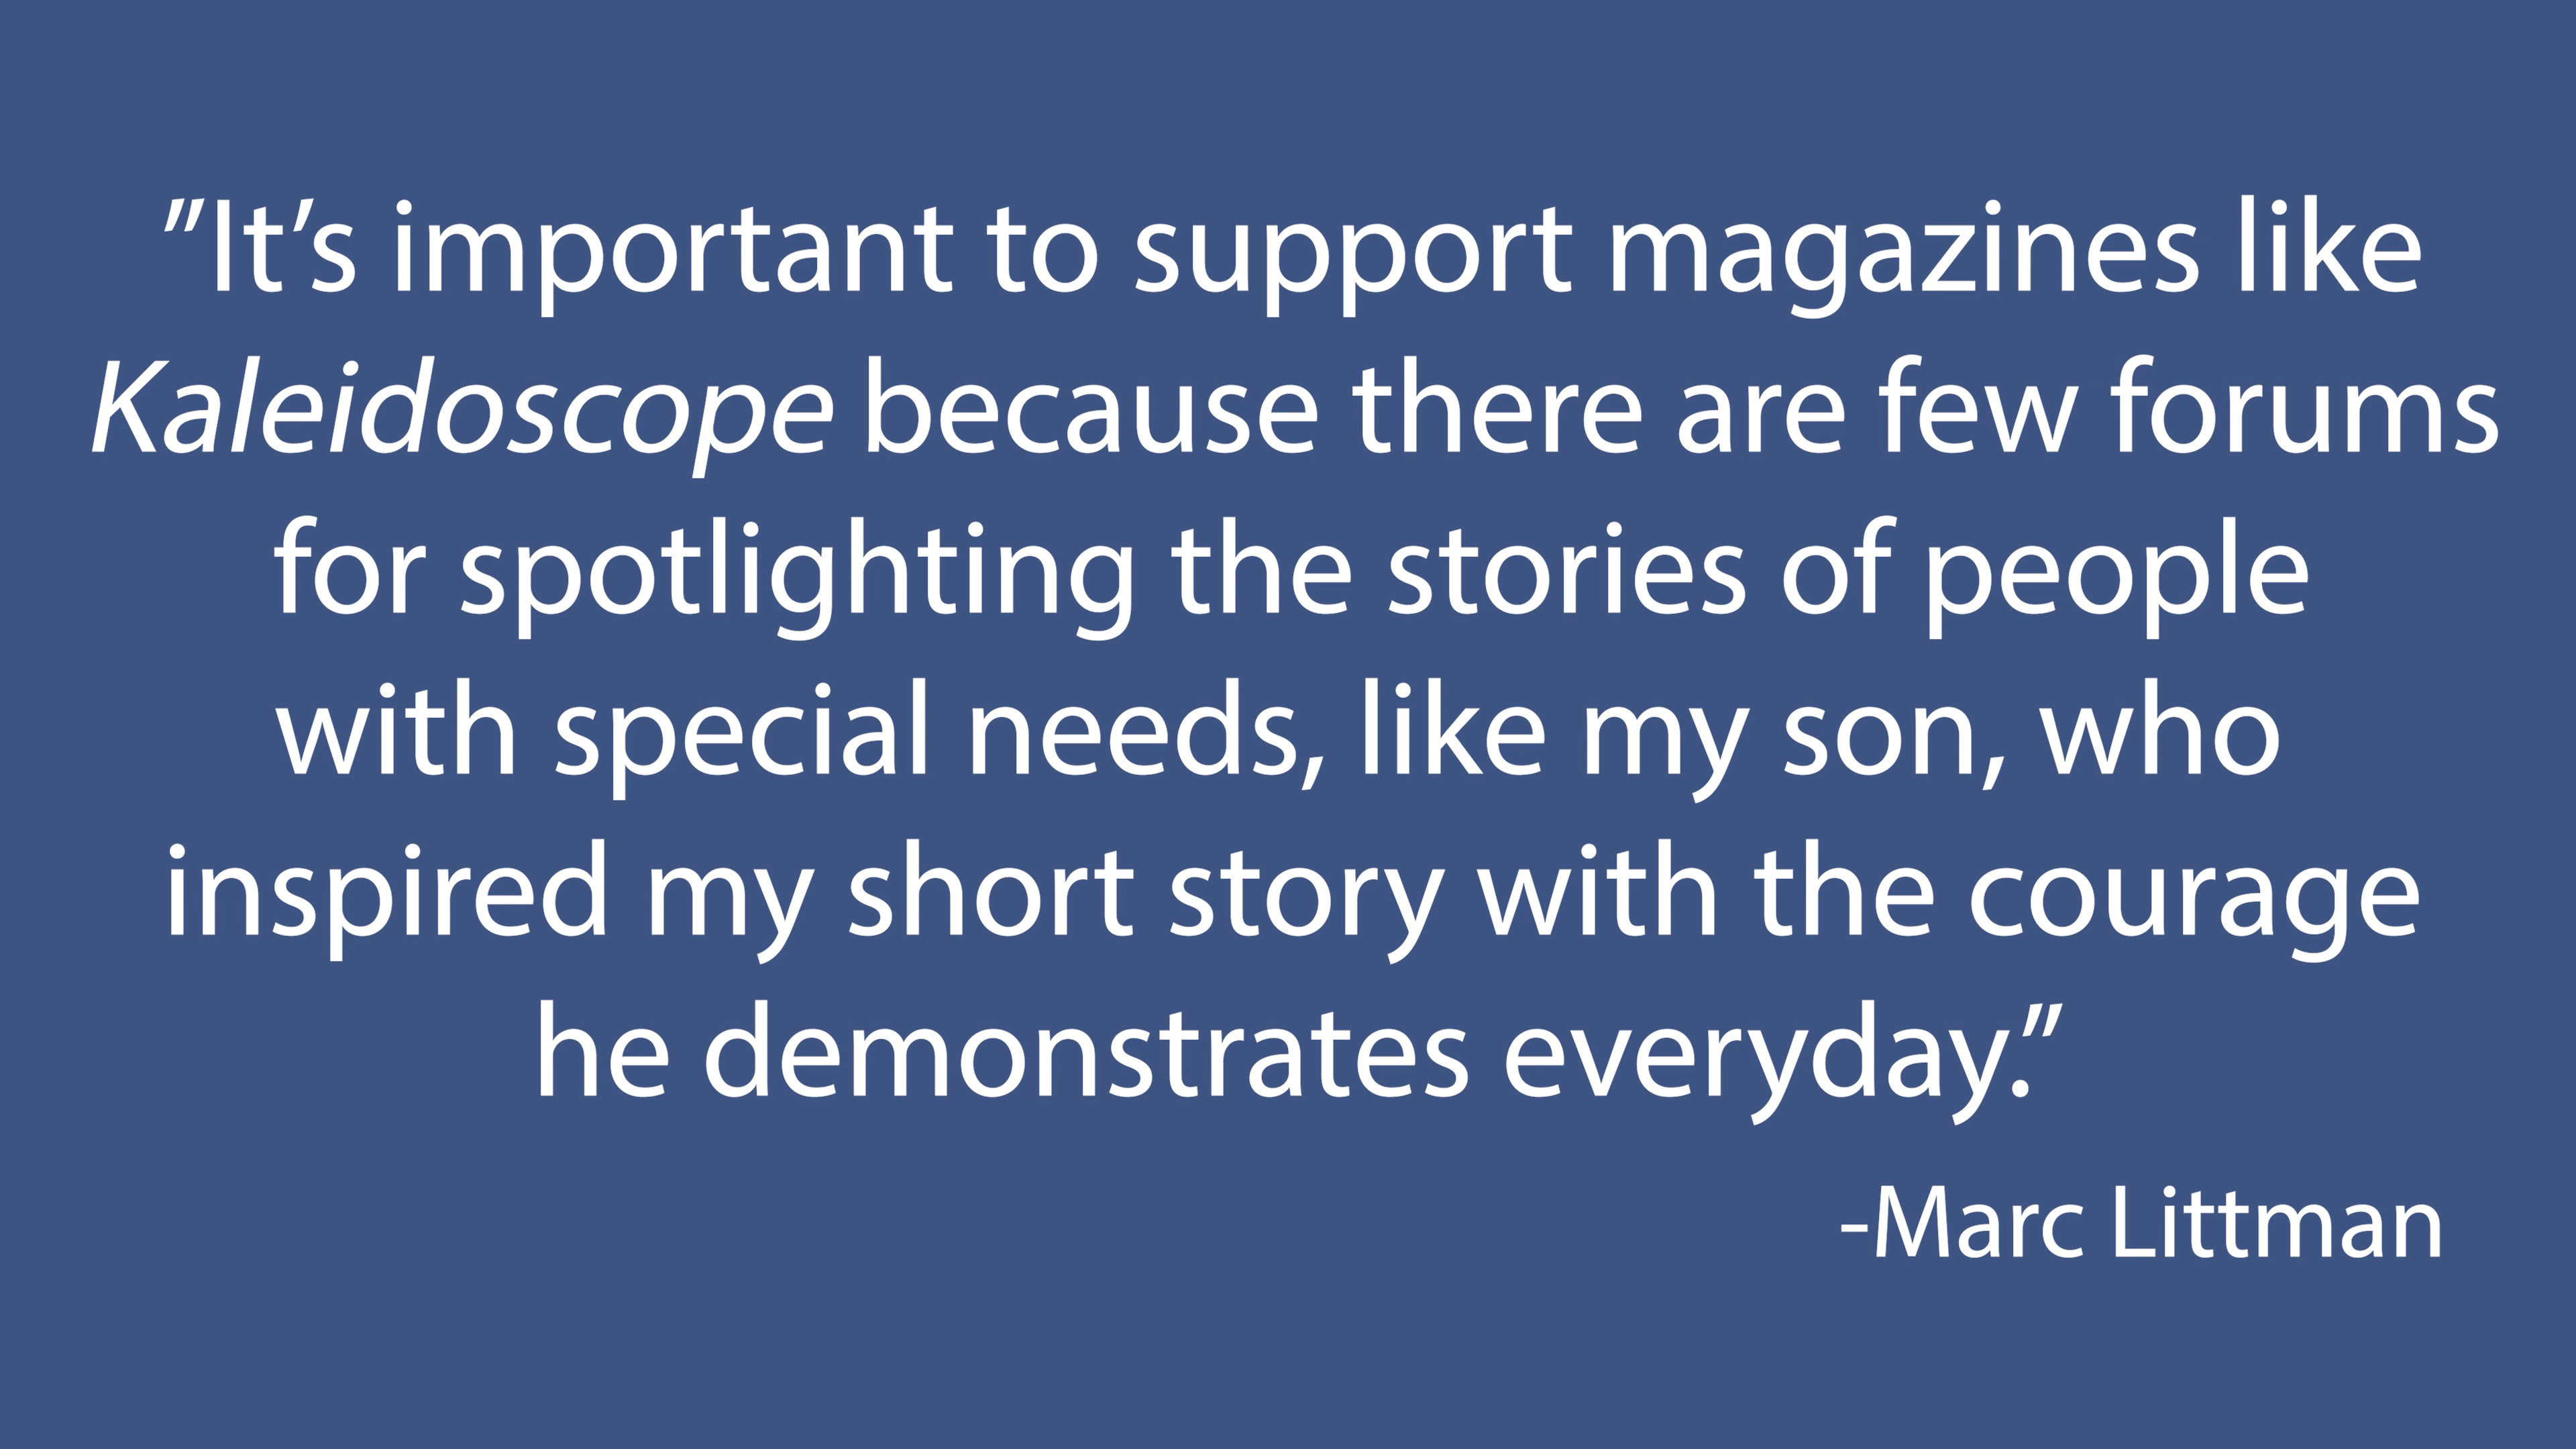 ”It’s important to support magazines like
Kaleidoscope because there are few forums
for spotlighting the stories of people
with special needs, like my son, who
inspired my short story with the courage
he demonstrates everyday.”
-Marc Littman